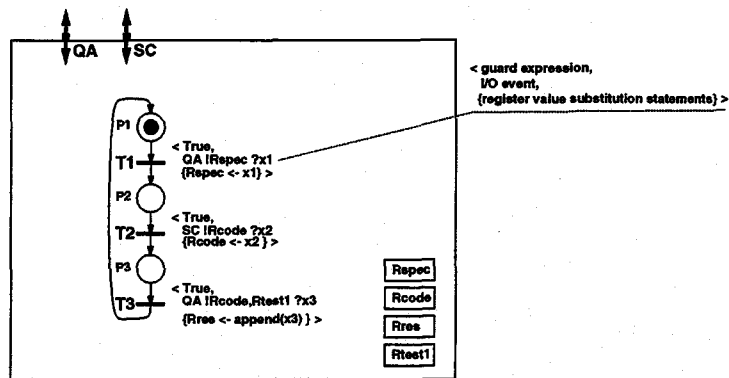 QA SC
< guard expression,
I/O event,
{register value substitution statements} >
P1
< True,
T1 QA !Rspec ?x1
{Rspec <- x1} >
P2
< True,
T2 SC !Rcode ?x2
{Rcode <- x2 } >
P3
< True,
T3 QA !Rcode,Rtest1 ?x3
{Rres <- append(x3) } >
Rspec
Rcode
Rres
Rtest1